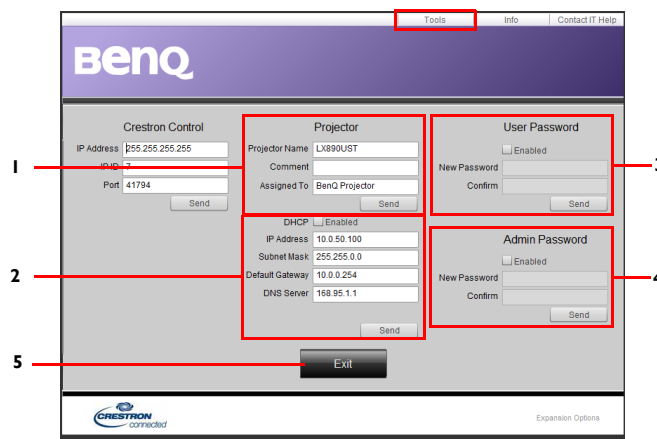 Tools Info Contact IT Help
BenQ
Crestron Control Projector User Password
IP Address 255.255.255.255 Projector Name LX890UST Enabled
1 IP ID 7 Comment New Password 3
Port 41794 Assigned To BenQ Projector Confirm
Send Send Send
DHCP Enabled
IP Address 10.0.50.100 Admin Password
Subnet Mask 255.255.0.0 Enabled
2 Default Gateway 10.0.0.254 New Password 4
DNS Server 168.95.1.1 Confirm
Send
Send
5 Exit
CRESTRON
connected
Expansion Options